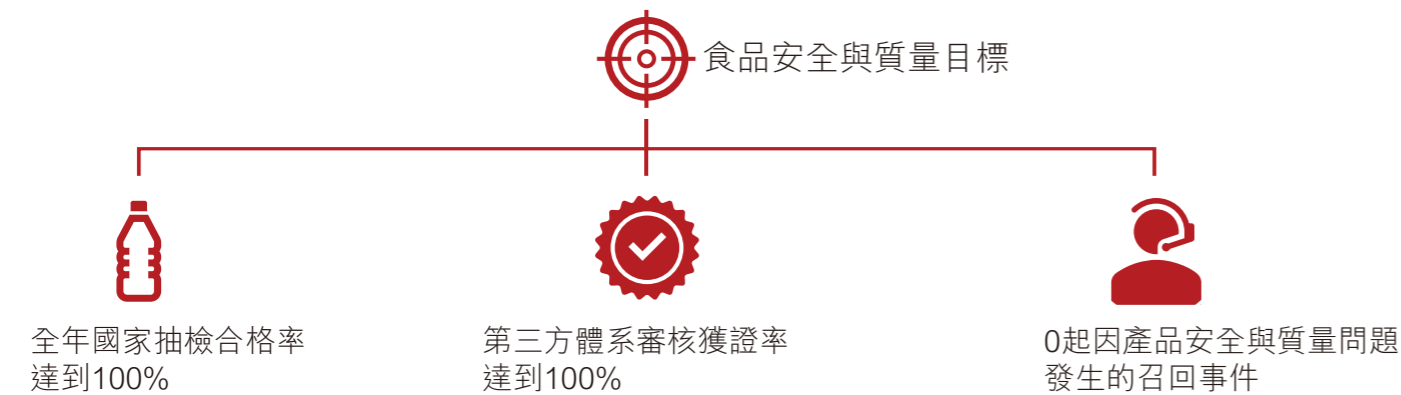 食品安全與質量目標
全年國家抽檢合格率
達到100%
第三方體系審核獲證率
達到100%
0起因產品安全與質量問題
發生的召回事件